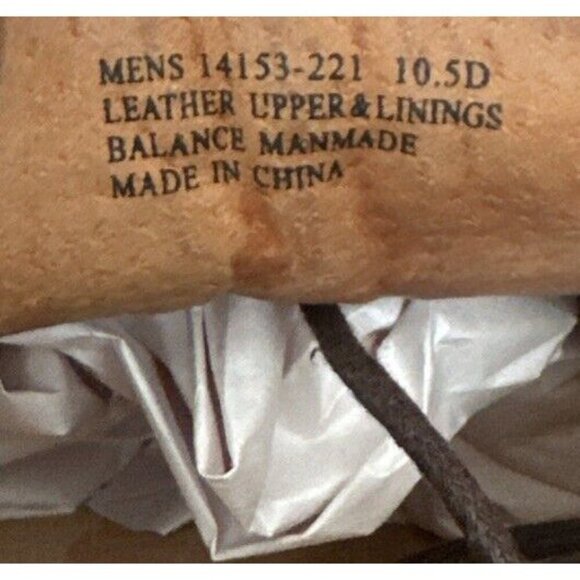 MENS 14153-221 10.5D
LEATHER UPPER&LININGS
BALANCE MANMADE
MADE IN CHINA